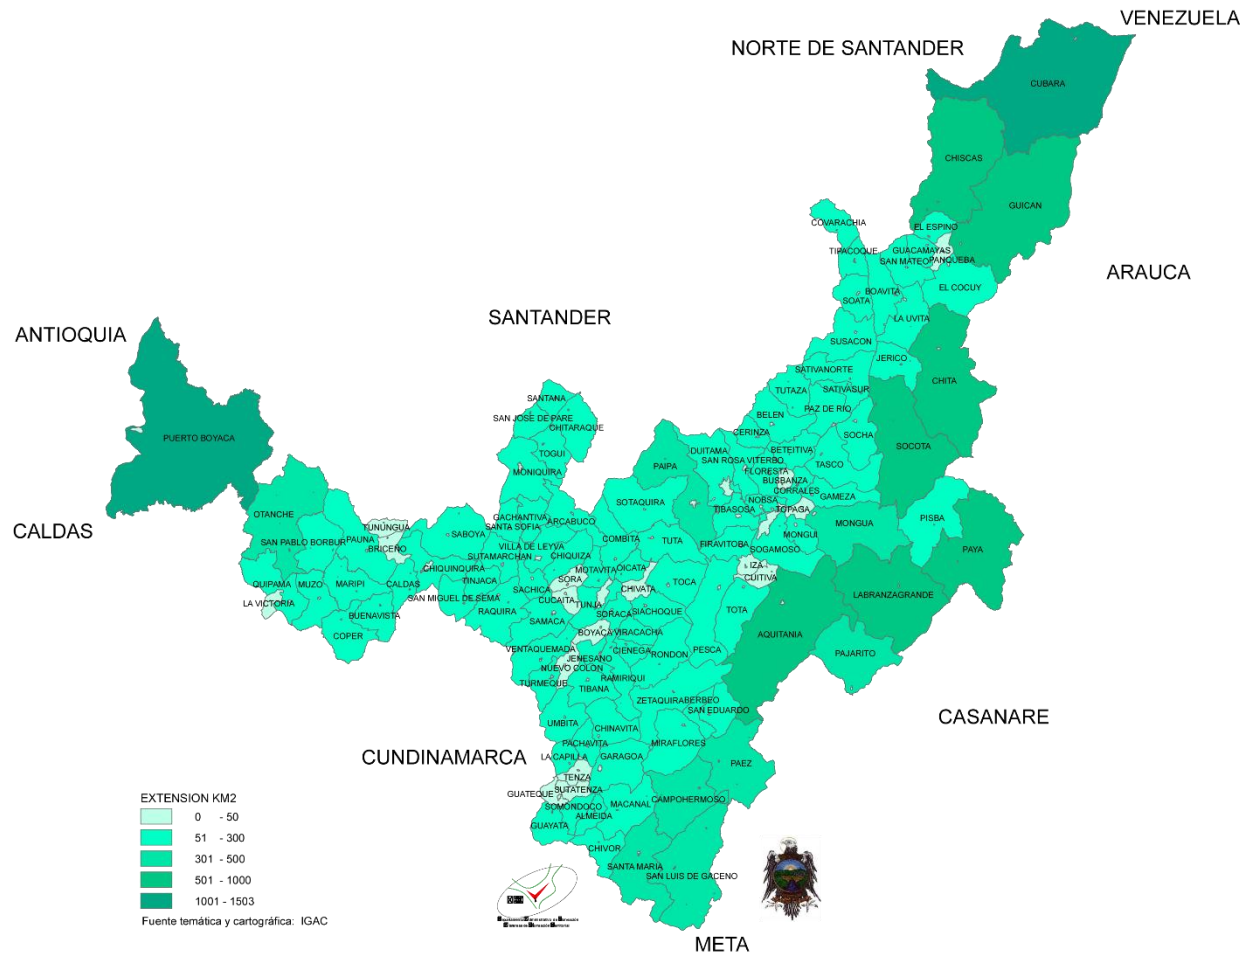 VENEZUELA
NORTE DE SANTANDER
CUBARA
CHISCAS
GUICAN
COVARACHIA
EL ESPINO
TIPACOQUE
GUACAMAYAS
SAN MATEO
PANQUEBA
ARAUCA
BOAVITA
EL COCUY
SOATA
LA UVITA
SANTANDER
ANTIOQUIA
SUSACON
JERICO
SATIVANORTE
CHITA
TUTAZA
SATIVASUR
SANTANA
PAZ DE RIO
BELEN
SAN JOSE DE PARE
CHITARAQUE
CERINZA
SOCHA
PUERTO BOYACA
SOCOTA
DUITAMA
BETEITIVA
TOGUI
SAN ROSA VITERBO
TASCO
PAIPA
FLORESTA
MONIQUIRA
BUSBANZA
CORRALES
GAMEZA
SOTAQUIRA
NOBSA
TIBASOSA
TOPAGA
OTANCHE
GACHANTIVA
PISBA
ARCABUCO
MONGUA
TUNUNGUA
SANTA SOFIA
CALDAS
SABOYA
MONGUI
COMBITA
PAUNA
TUTA
SAN PABLO BORBUR
FIRAVITOBA
VILLA DE LEYVA
BRICEÑO
SOGAMOSO
PAYA
SUTAMARCHAN
CHIQUIZA
IZA
CHIQUINQUIRA
MOTAVITA
OICATA
CUITIVA
TINJACA
SORA
QUIPAMA
MUZO
MARIPI
CALDAS
TOCA
SACHICA
CHIVATA
LABRANZAGRANDE
SAN MIGUEL DE SEMA
CUCAITA
LA VICTORIA
TUNJA
RAQUIRA
SIACHOQUE
TOTA
SORACA
BUENAVISTA
SAMACA
BOYACA
VIRACACHA
AQUITANIA
COPER
VENTAQUEMADA
CIENEGA
RONDON
PESCA
PAJARITO
JENESANO
NUEVO COLON
RAMIRIQUI
TURMEQUE
TIBANA
ZETAQUIRA
BERBEO
SAN EDUARDO
CASANARE
UMBITA
CHINAVITA
PACHAVITA
MIRAFLORES
CUNDINAMARCA
LA CAPILLA
GARAGOA
PAEZ
TENZA
SUTATENZA
GUATEQUE
CAMPOHERMOSO
MACANAL
SOMONDOCO
ALMEIDA
GUAYATA
CHIVOR
SANTA MARIA
SAN LUIS DE GACENO
META
EXTENSION KM2
0 - 50
51 - 300
301 - 500
501 - 1000
1001 - 1503
Fuente temática y cartográfica: IGAC